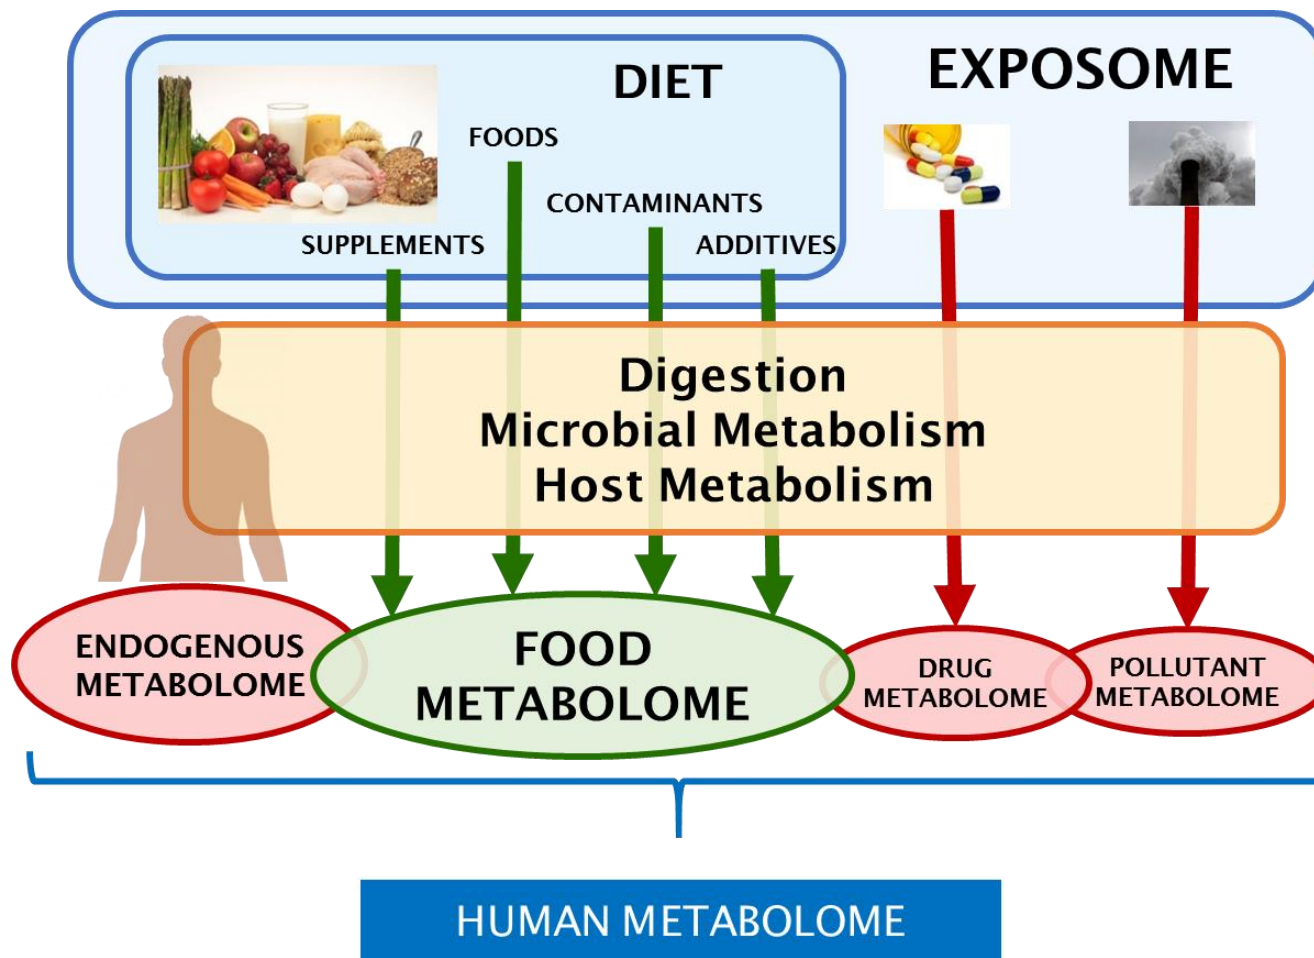 DIET
EXPOSOME
FOODS
CONTAMINANTS
SUPPLEMENTS
ADDITIVES
Digestion
Microbial Metabolism
Host Metabolism
ENDOGENOUS
METABOLOME
FOOD
METABOLOME
DRUG
METABOLOME
POLLUTANT
METABOLOME
HUMAN METABOLOME